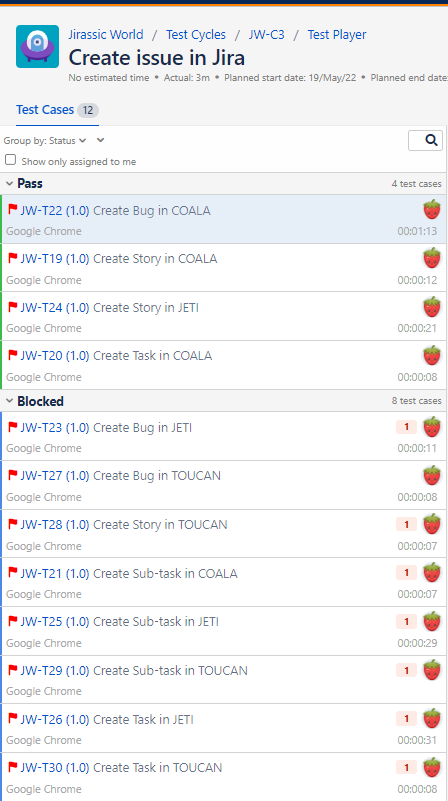 Jirassic World / Test Cycles / JW-C3 / Test Player
Create issue in Jira
No estimated time • Actual: 3m • Planned start date: 19/May/22 • Planned end date
Test Cases 12
Group by: Status
Show only assigned to me
Pass 4 test cases
JW-T22 (1.0) Create Bug in COALA
Google Chrome 00:01:13
JW-T19 (1.0) Create Story in COALA
Google Chrome 00:00:12
JW-T24 (1.0) Create Story in JETI
Google Chrome 00:00:21
JW-T20 (1.0) Create Task in COALA
Google Chrome 00:00:08
Blocked 8 test cases
JW-T23 (1.0) Create Bug in JETI 1
Google Chrome 00:00:11
JW-T27 (1.0) Create Bug in TOUCAN
Google Chrome 00:00:08
JW-T28 (1.0) Create Story in TOUCAN 1
Google Chrome 00:00:07
JW-T21 (1.0) Create Sub-task in COALA 1
Google Chrome 00:00:07
JW-T25 (1.0) Create Sub-task in JETI 1
Google Chrome 00:00:29
JW-T29 (1.0) Create Sub-task in TOUCAN 1
Google Chrome
JW-T26 (1.0) Create Task in JETI 1
Google Chrome 00:00:31
JW-T30 (1.0) Create Task in TOUCAN 1
Google Chrome 00:00:08